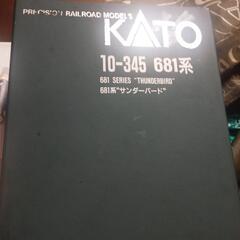 PRECISION RAILROAD MODELS
KATO
10-345 681系
681 SERIES "THUNDERBIRD"
681系"サンダーバード"